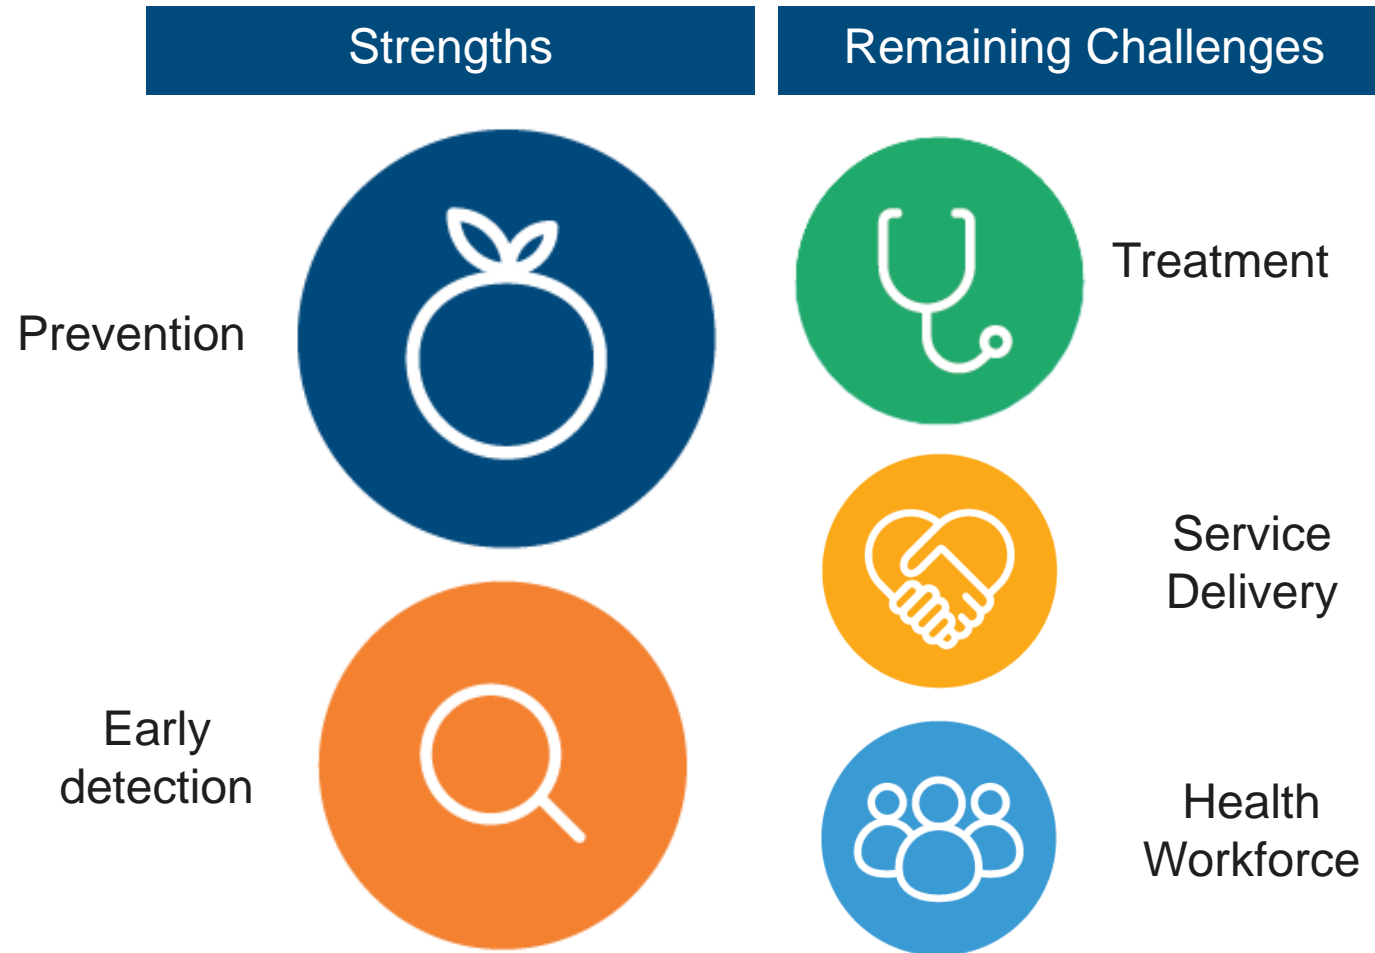 Strengths
Remaining Challenges
Prevention
Early
detection
Treatment
Service
Delivery
Health
Workforce